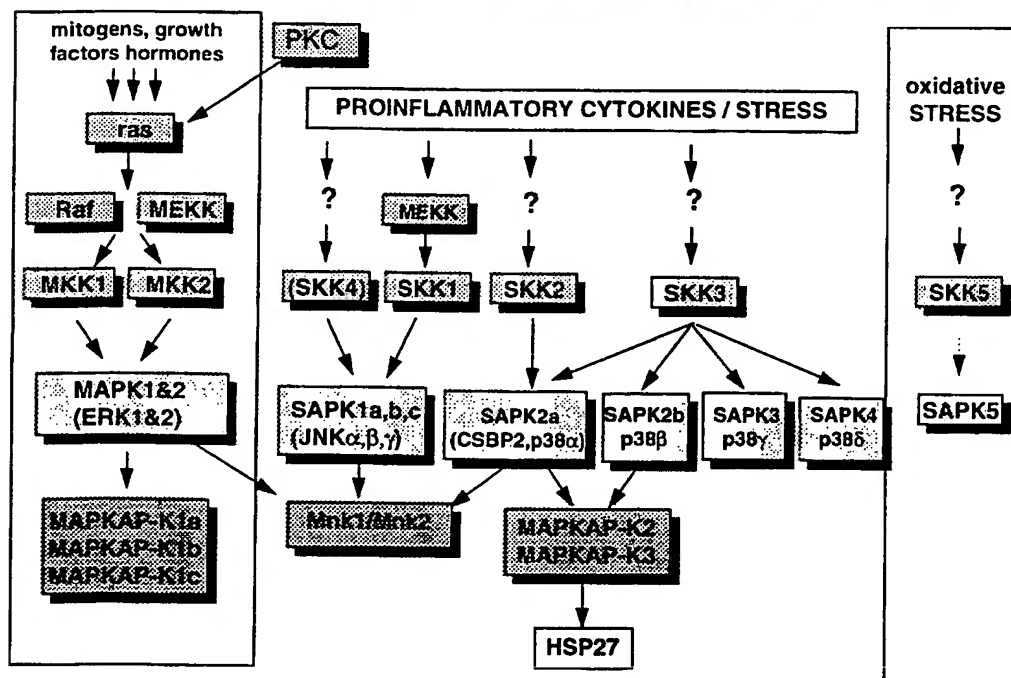 mitogens, growth
factors hormones
PKC
ras
Raf
MEKK
MKK1
MKK2
MAPK1&2
(ERK1&2)
MAPKAP-K1a
MAPKAP-K1b
MAPKAP-K1c
PROINFLAMMATORY CYTOKINES / STRESS
?
MEKK
?
?
(SKK4)
SKK1
SKK2
SKK3
SAPK1a,b,c
(JNKα,β,γ)
SAPK2a
(CSBP2,p38α)
SAPK2b
p38β
SAPK3
p38γ
SAPK4
p38δ
Mnk1/Mnk2
MAPKAP-K2
MAPKAP-K3
HSP27
oxidative
STRESS
?
SKK5
SAPK5